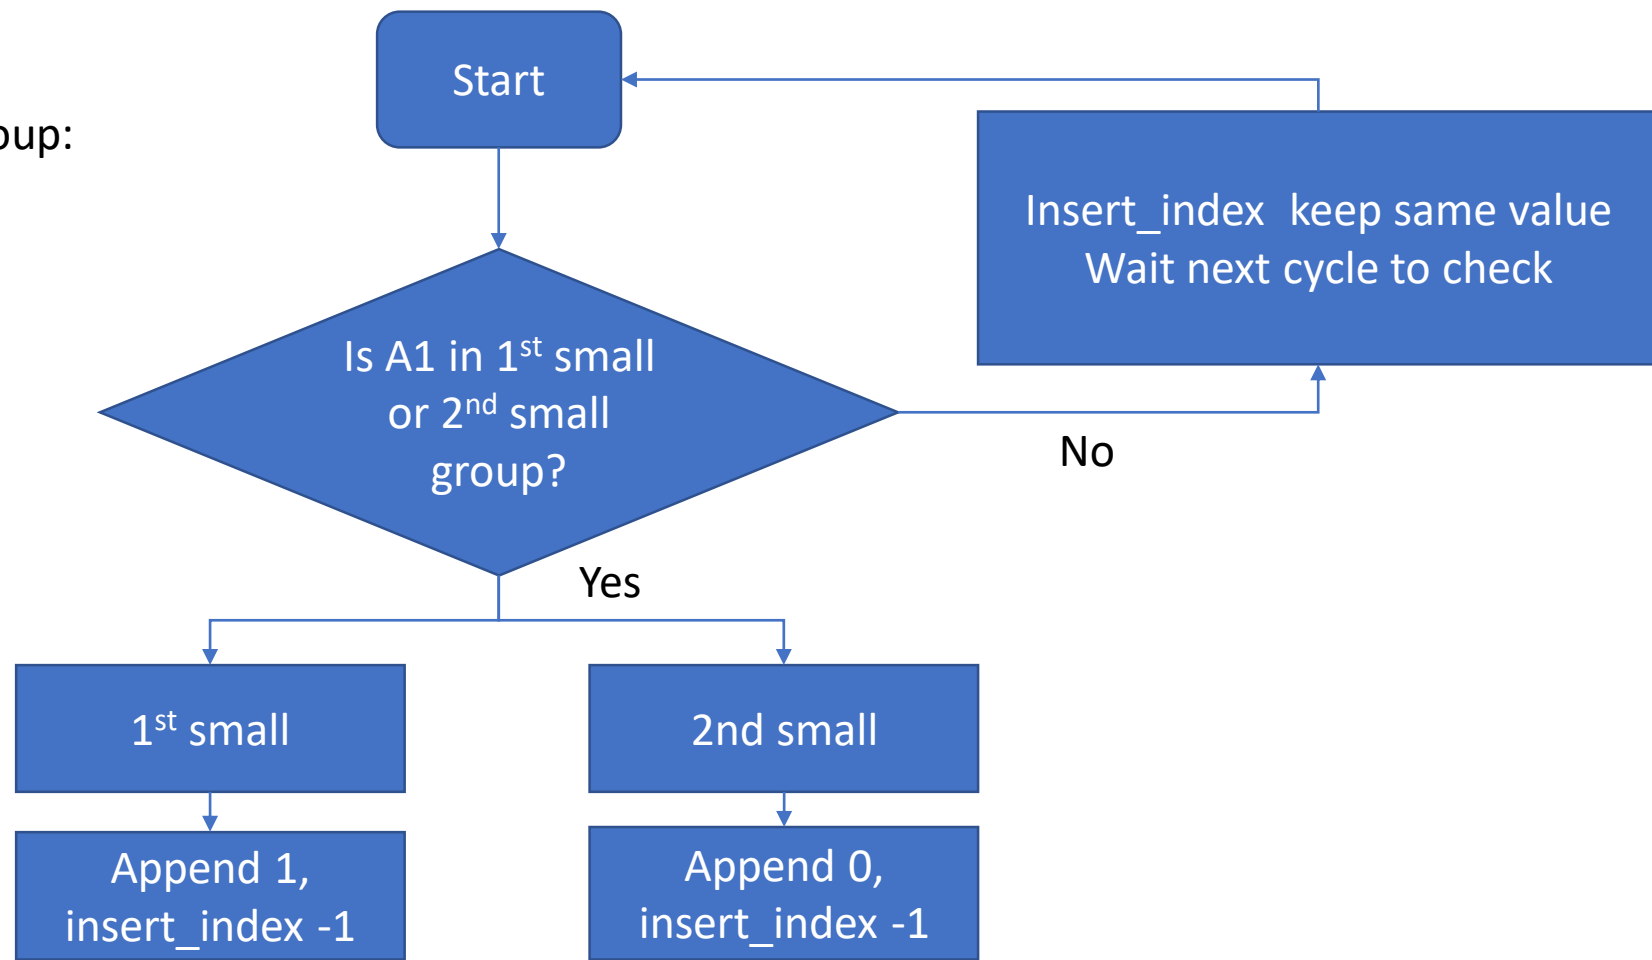 Start
oup:
Insert_index keep same value
Wait next cycle to check
Is A1 in 1st small
or 2nd small
group?
No
Yes
1st small
2nd small
Append 1,
insert_index -1
Append 0,
insert_index -1